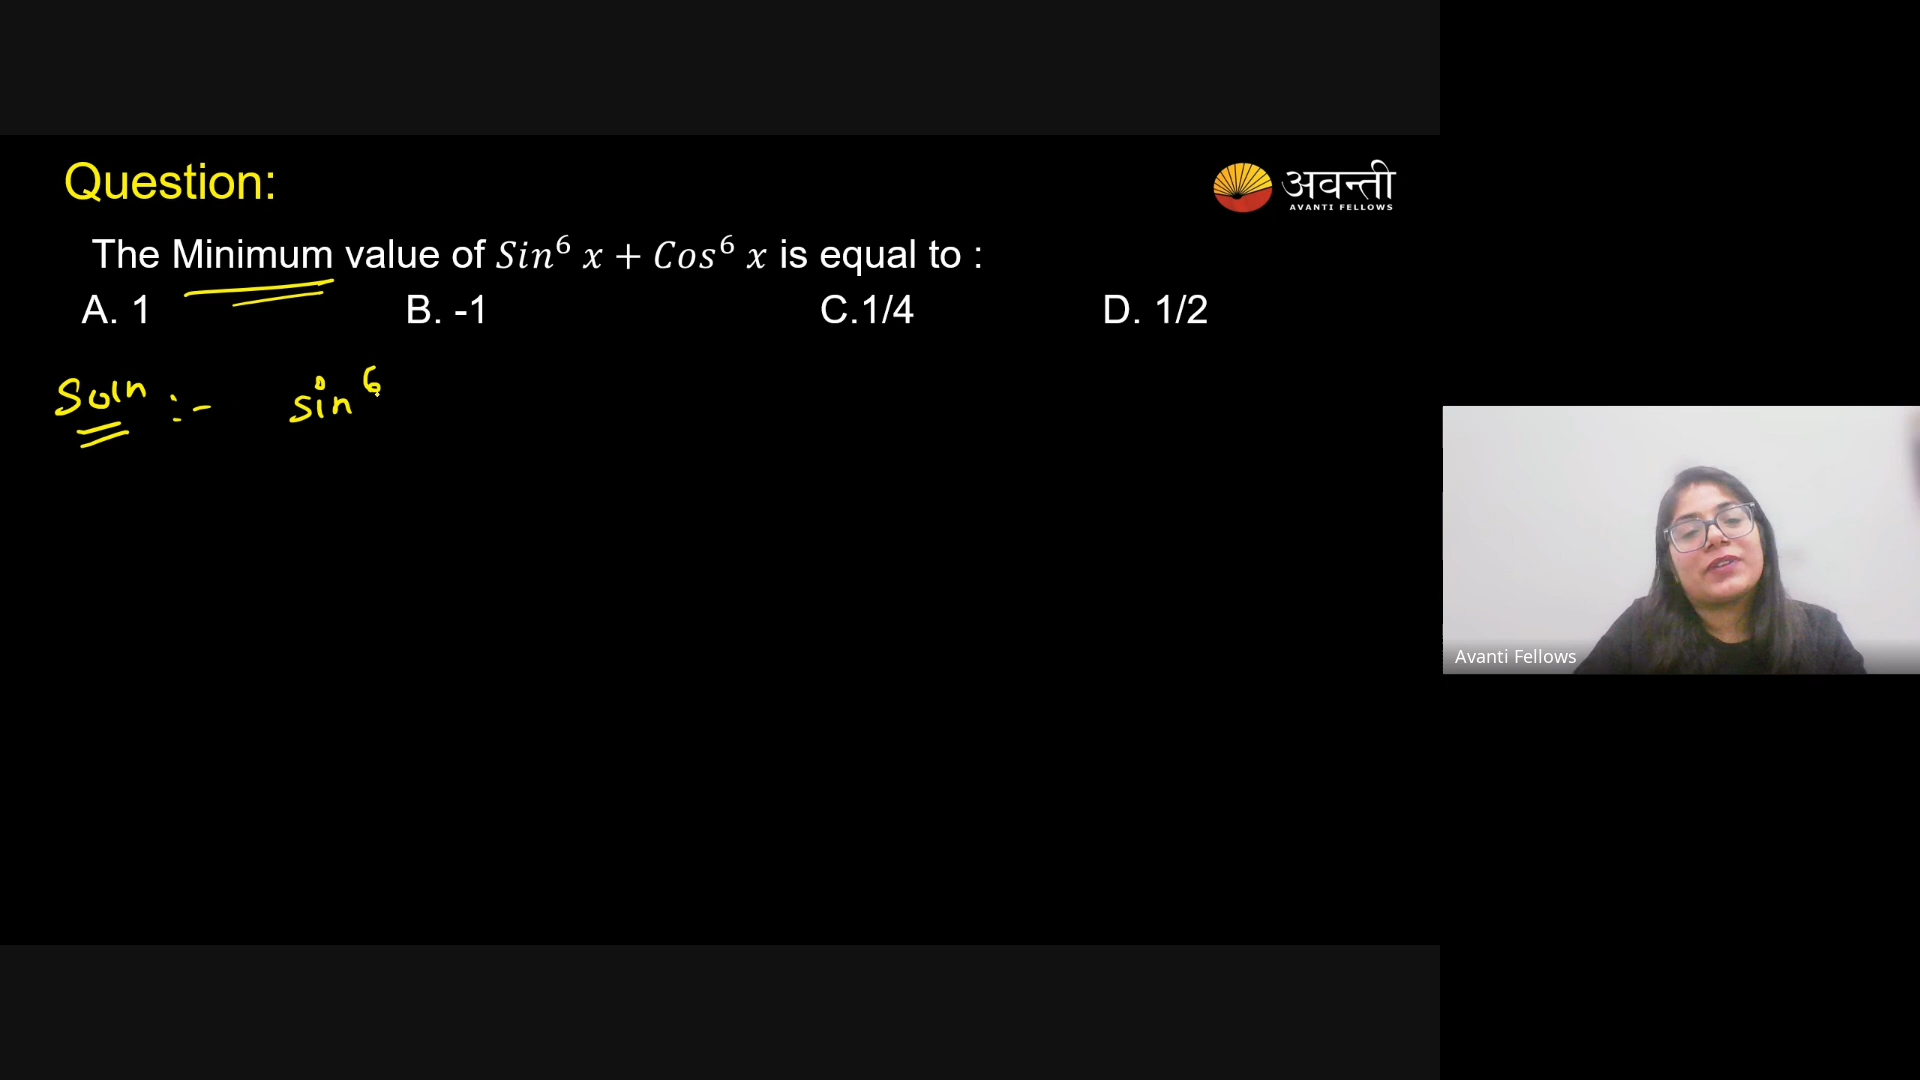 Question:
अवन्ती
AVANTI FELLOWS
The Minimum value of Sin⁶ x + Cos⁶ x is equal to :
A. 1 B. -1 C.1/4 D. 1/2
Soln :- sin⁶
Avanti Fellows